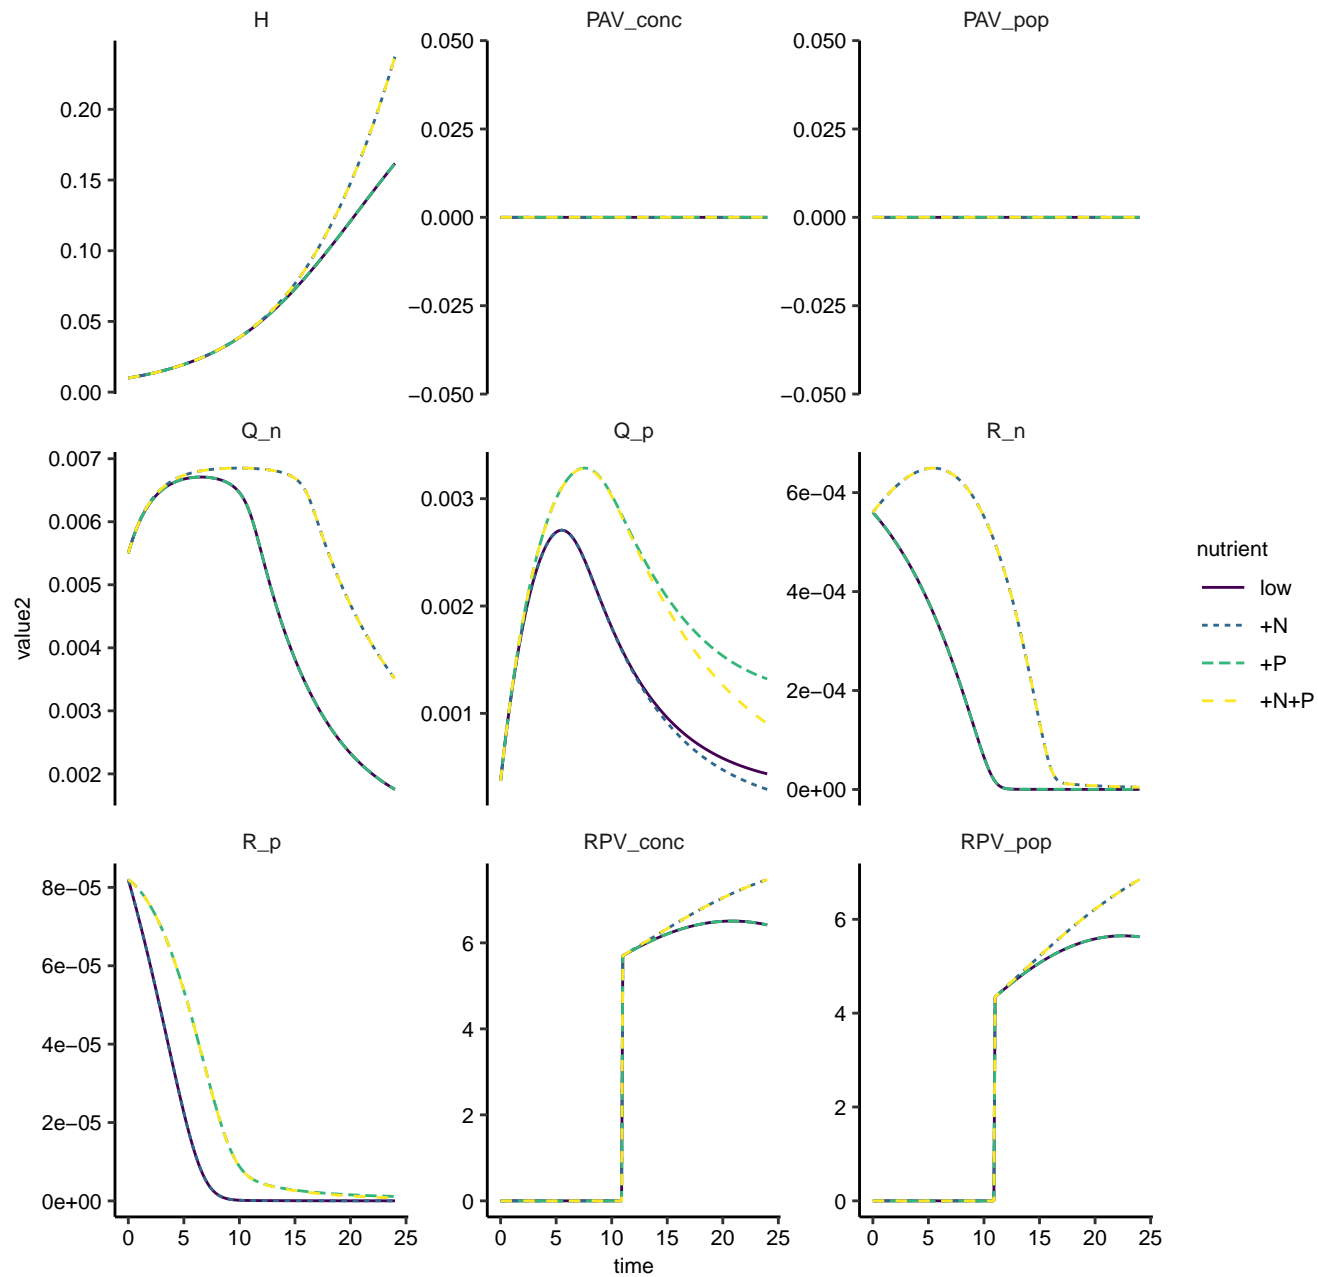 H
PAV_conc
PAV_pop
0.20
0.15
0.10
0.05
0.00
0.050
0.025
0.000
−0.025
−0.050
0.050
0.025
0.000
−0.025
−0.050
Q_n
Q_p
R_n
value2
0.007
0.006
0.005
0.004
0.003
0.002
0.003
0.002
0.001
6e−04
4e−04
2e−04
0e+00
nutrient
low
+N
+P
+N+P
R_p
RPV_conc
RPV_pop
8e−05
6e−05
4e−05
2e−05
0e+00
6
4
2
0
6
4
2
0
0 5 10 15 20 25
0 5 10 15 20 25
0 5 10 15 20 25
time